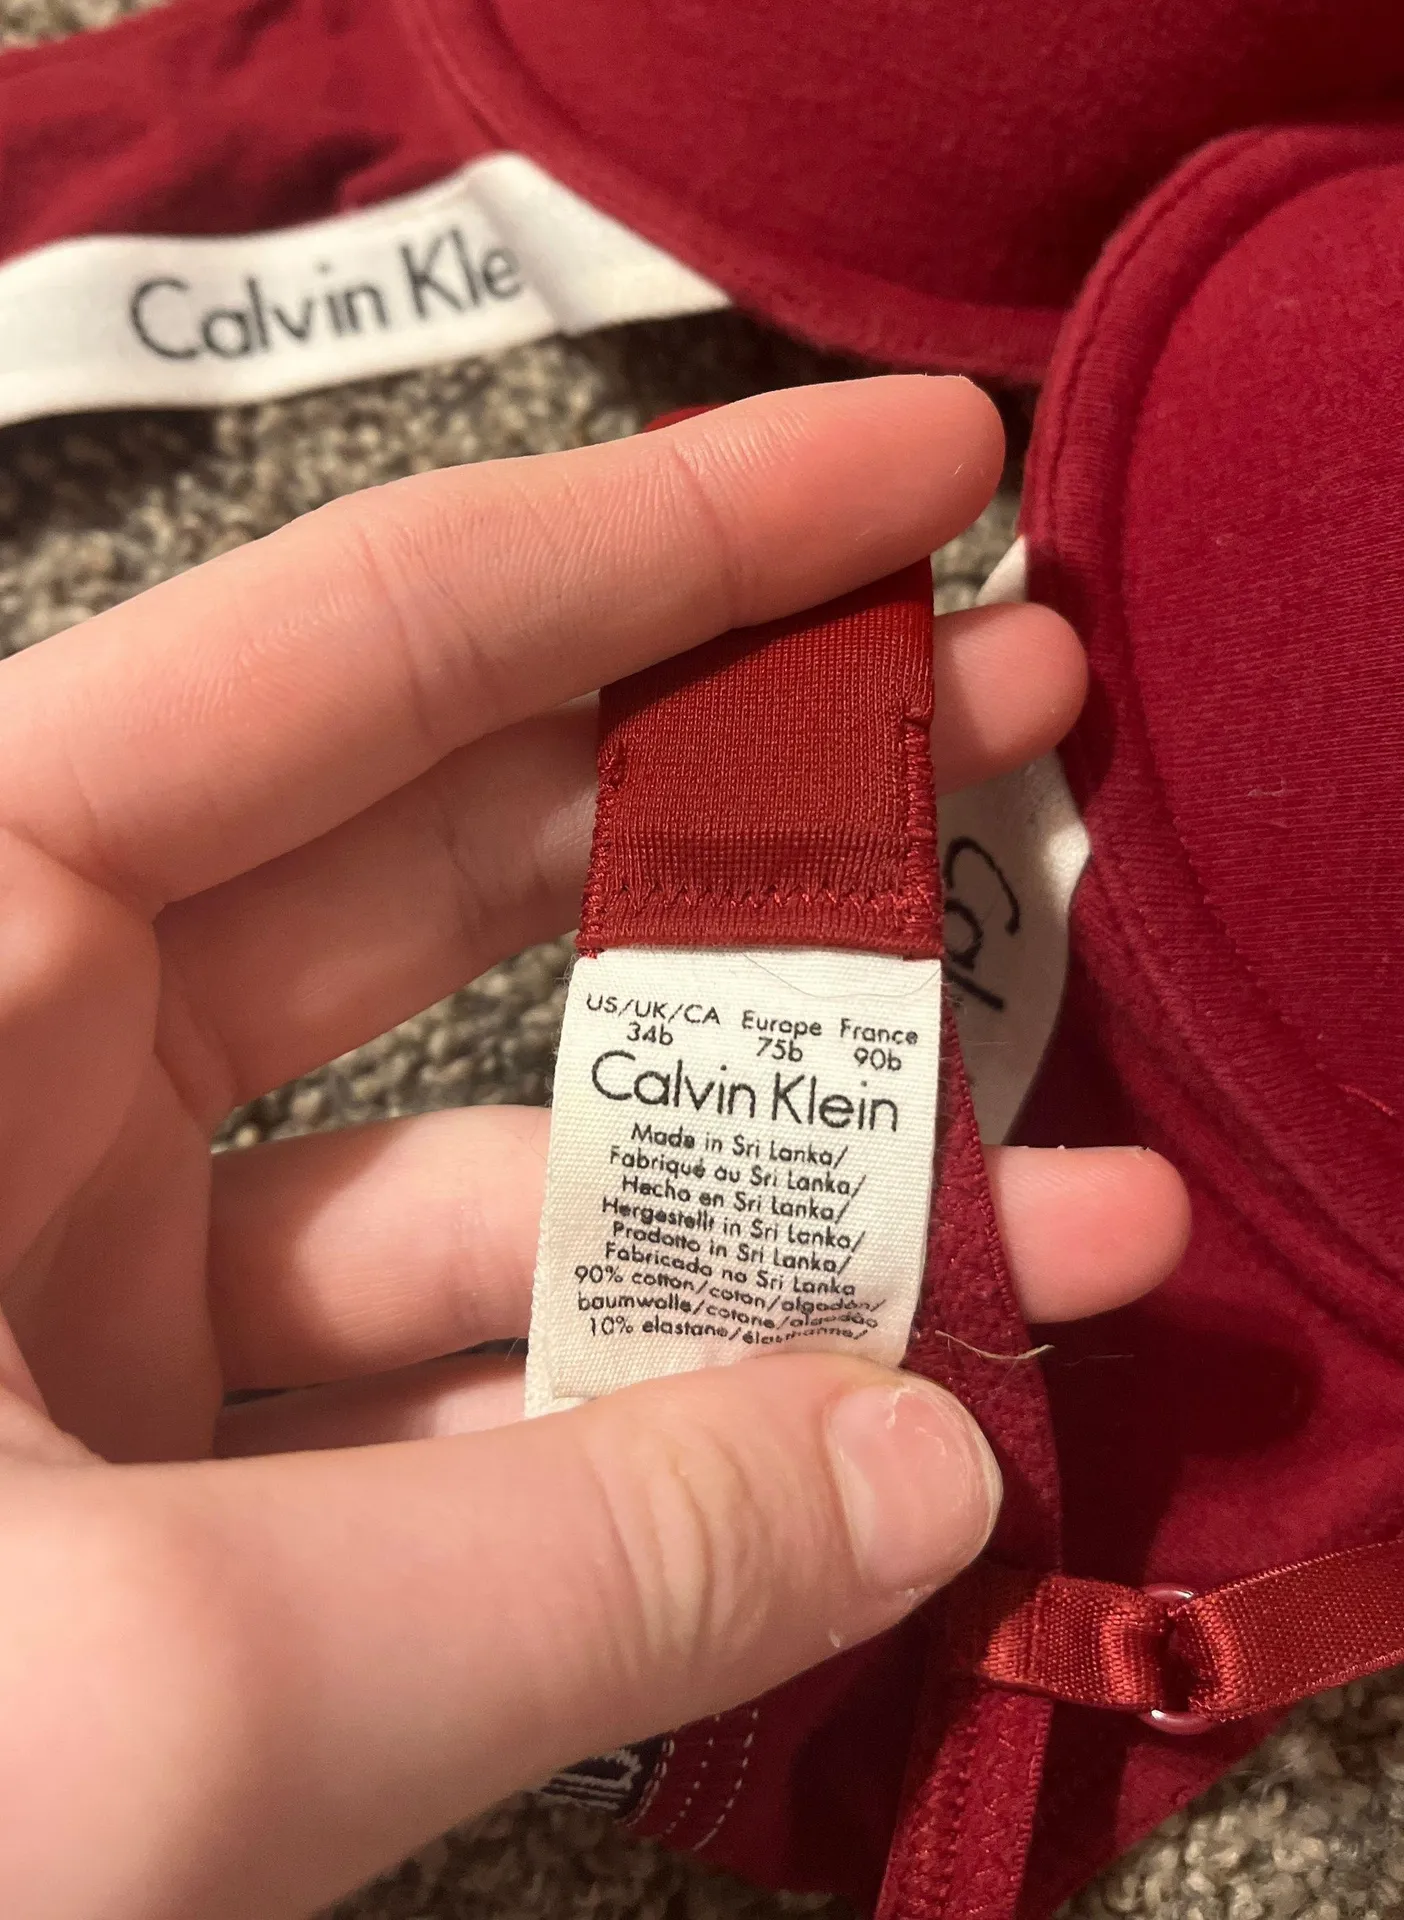 Calvin Kle
Cal
US/UK/CA Europe France
34b 75b 90b
Calvin Klein
Made in Sri Lanka/
Fabriqué au Sri Lanka/
Hecho en Sri Lanka/
Hergestellt in Sri Lanka/
Prodotto in Sri Lanka/
Fabricado no Sri Lanka
90% cotton/coton/algodón/
baumwolle/cotone/algodão
10% elastane/élasthanne/